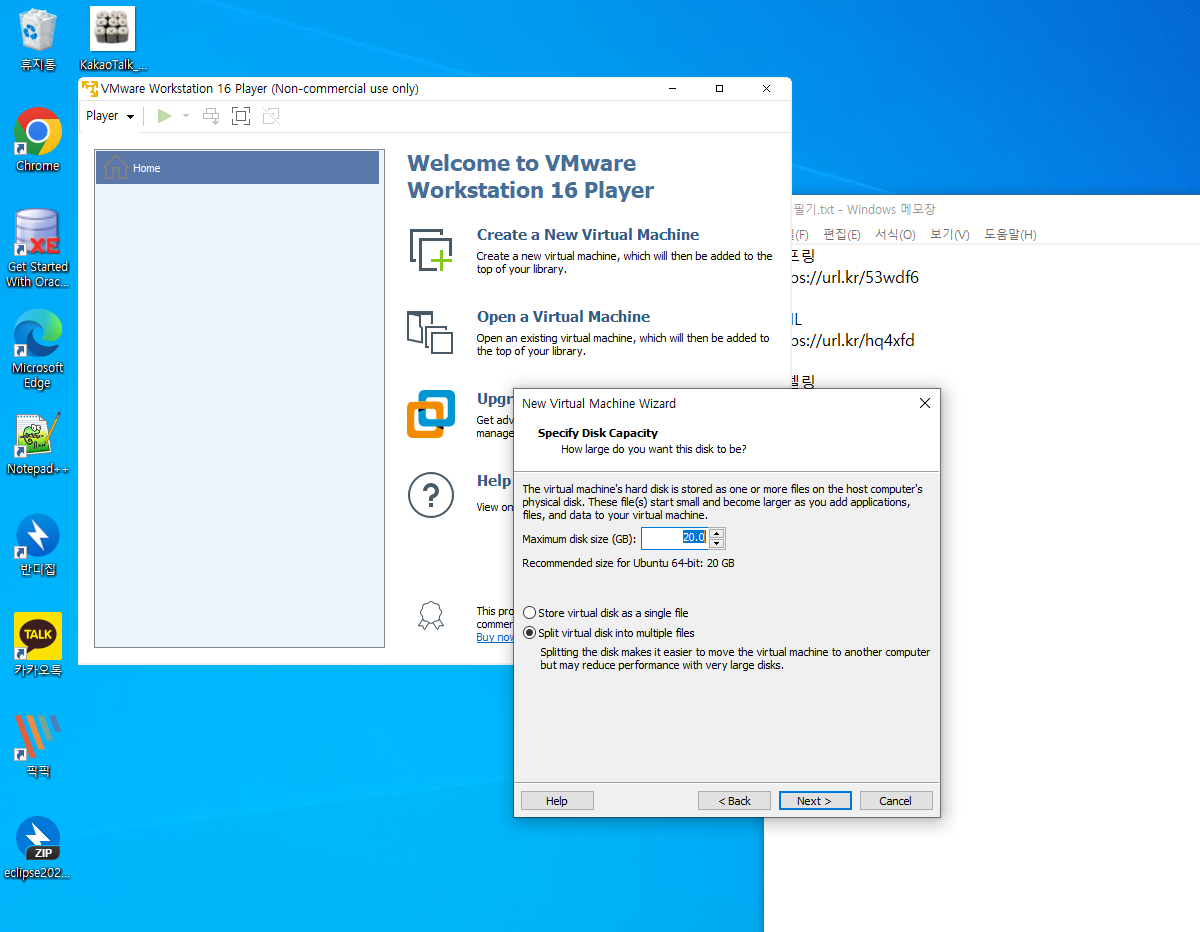 휴지통
KakaoTalk_...
Chrome
XE
Get Started
With Orac...
Microsoft
Edge
Notepad++
반디집
TALK
카카오톡
픽픽
ZIP
eclipse202...
VMware Workstation 16 Player (Non-commercial use only)
Player
Home
Welcome to VMware
Workstation 16 Player
Create a New Virtual Machine
Create a new virtual machine, which will then be added to the
top of your library.
Open a Virtual Machine
Open an existing virtual machine, which will then be added to
the top of your library.
Upgr
Get adv
manage
?
Help
View on
This pro
commer
Buy now
필기.txt - Windows 메모장
(F) 편집(E) 서식(O) 보기(V) 도움말(H)
프링
ps://url.kr/53wdf6
ps://url.kr/hq4xfd
New Virtual Machine Wizard
Specify Disk Capacity
How large do you want this disk to be?
The virtual machine's hard disk is stored as one or more files on the host computer's
physical disk. These file(s) start small and become larger as you add applications,
files, and data to your virtual machine.
Maximum disk size (GB): 20.0
Recommended size for Ubuntu 64-bit: 20 GB
Store virtual disk as a single file
Split virtual disk into multiple files
Splitting the disk makes it easier to move the virtual machine to another computer
but may reduce performance with very large disks.
Help < Back Next > Cancel